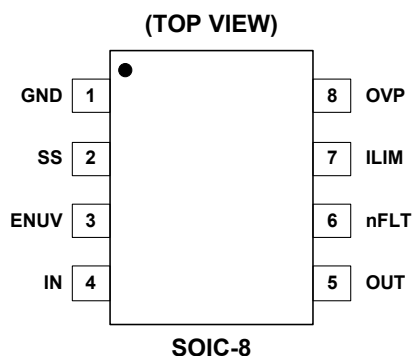 (TOP VIEW)
GND 1 8 OVP
SS 2 7 ILIM
ENUV 3 6 nFLT
IN 4 5 OUT
SOIC-8